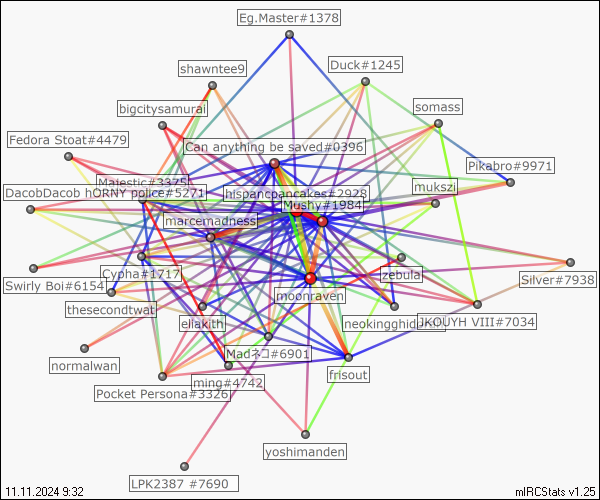 Eg.Master#1378
Duck#1245
shawntee9
somass
bigcitysamurai
Fedora Stoat#4479
Can anything be saved#0396
Pikabro#9971
Majestic#3375
mukszi
DacobDacob hORNY police#5271
hispancpancakes#2928
Mushy#1984
marcemadness
Cypha#1717
zebula
Silver#7938
Swirly Boi#6154
moonraven
thesecondtwat
eliakith
neokingghid
JKOUYH VIII#7034
Madネコ#6901
normalwan
frisout
ming#4742
Pocket Persona#3326
yoshimanden
LPK2387 #7690
11.11.2024 9:32
mIRCStats v1.25